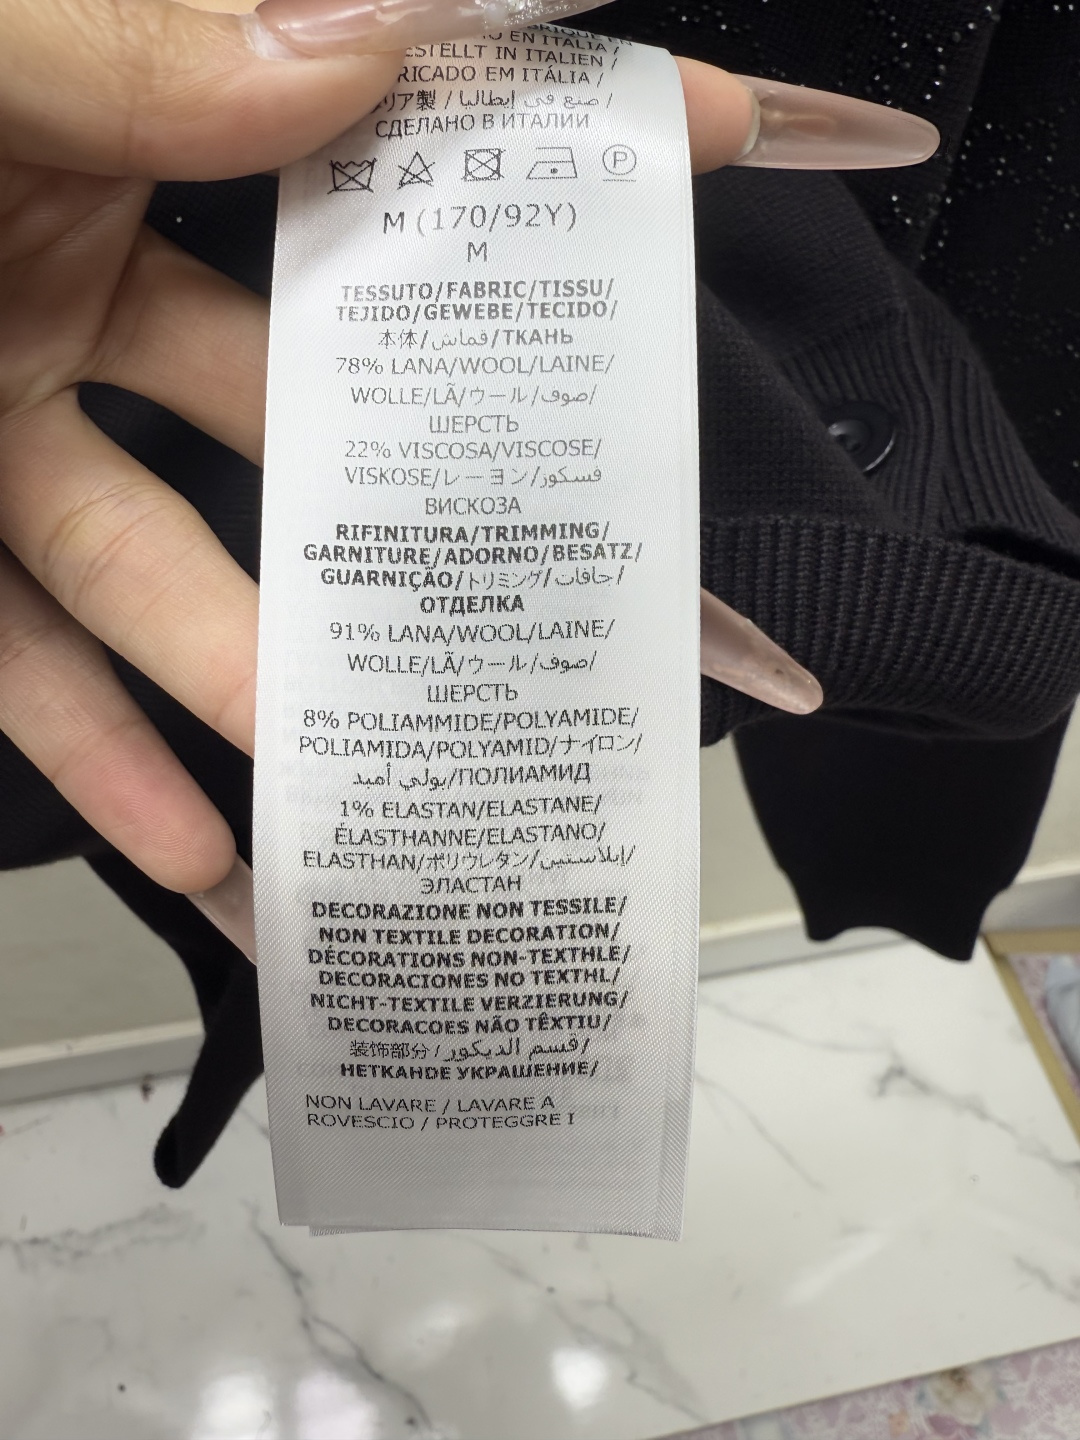 EN ITALIA /
IN ITALIEN /
EM ITÁLIA /
صنع في إيطاليا /
СДЕЛАНО В ИТАЛИИ
P
M (170/92Y)
M
TESSUTO/FABRIC/TISSU/
TEJIDO/GEWEBE/TECIDO/
本体/قماش/ТКАНЬ
78% LANA/WOOL/LAINE/
WOLLE/LÃ/ウール/صوف/
ШЕРСТЬ
22% VISCOSA/VISCOSE/
VISKOSE/レーヨン/فسكوز
ВИСКОЗА
RIFINITURA/TRIMMING/
GARNITURE/ADORNO/BESATZ/
GUARNIÇÃO/トリミング/حافات/
ОТДЕЛКА
91% LANA/WOOL/LAINE/
WOLLE/LÃ/ウール/صوف/
ШЕРСТЬ
8% POLIAMMIDE/POLYAMIDE/
POLIAMIDA/POLYAMID/ナイロン/
بولي أميد/ПОЛИАМИД
1% ELASTAN/ELASTANE/
ÉLASTHANNE/ELASTANO/
ELASTHAN/ポリウレタン/إيلاستين/
ЭЛАСТАН
DECORAZIONE NON TESSILE/
NON TEXTILE DECORATION/
DÉCORATIONS NON-TEXTHLE/
DECORACIONES NO TEXTHL/
NICHT-TEXTILE VERZIERUNG/
DECORACOES NÃO TÊXTIU/
装饰部分/قسم الديكور/
НЕТКАНDE УКРАШЕНИЕ/
NON LAVARE / LAVARE A
ROVESCIO / PROTEGGRE I